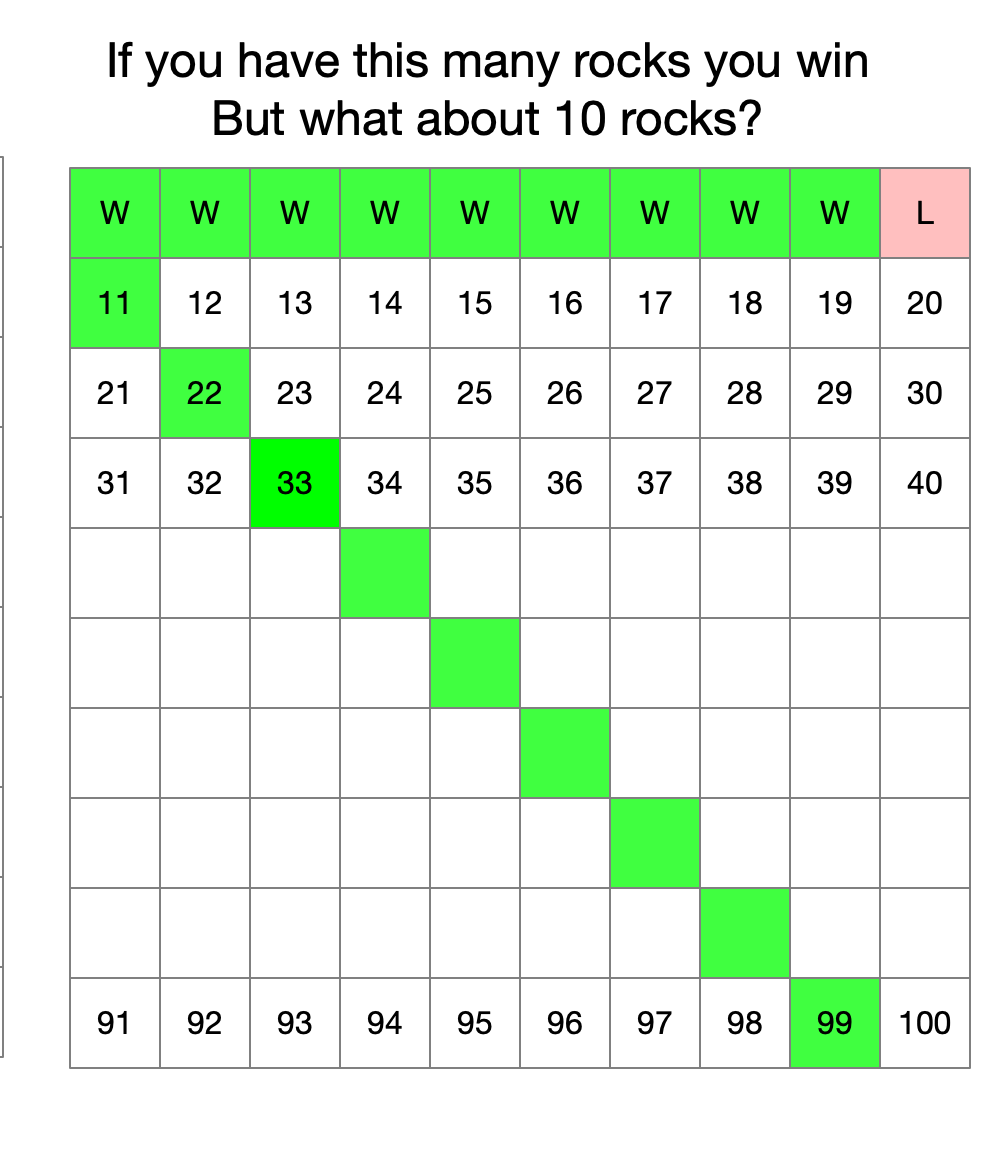 If you have this many rocks you win
But what about 10 rocks?
W W W W W W W W W L
11 12 13 14 15 16 17 18 19 20
21 22 23 24 25 26 27 28 29 30
31 32 33 34 35 36 37 38 39 40
91 92 93 94 95 96 97 98 99 100